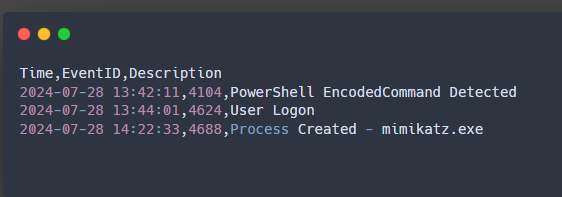 Time,EventID,Description
2024-07-28 13:42:11,4104,PowerShell EncodedCommand Detected
2024-07-28 13:44:01,4624,User Logon
2024-07-28 14:22:33,4688,Process Created - mimikatz.exe